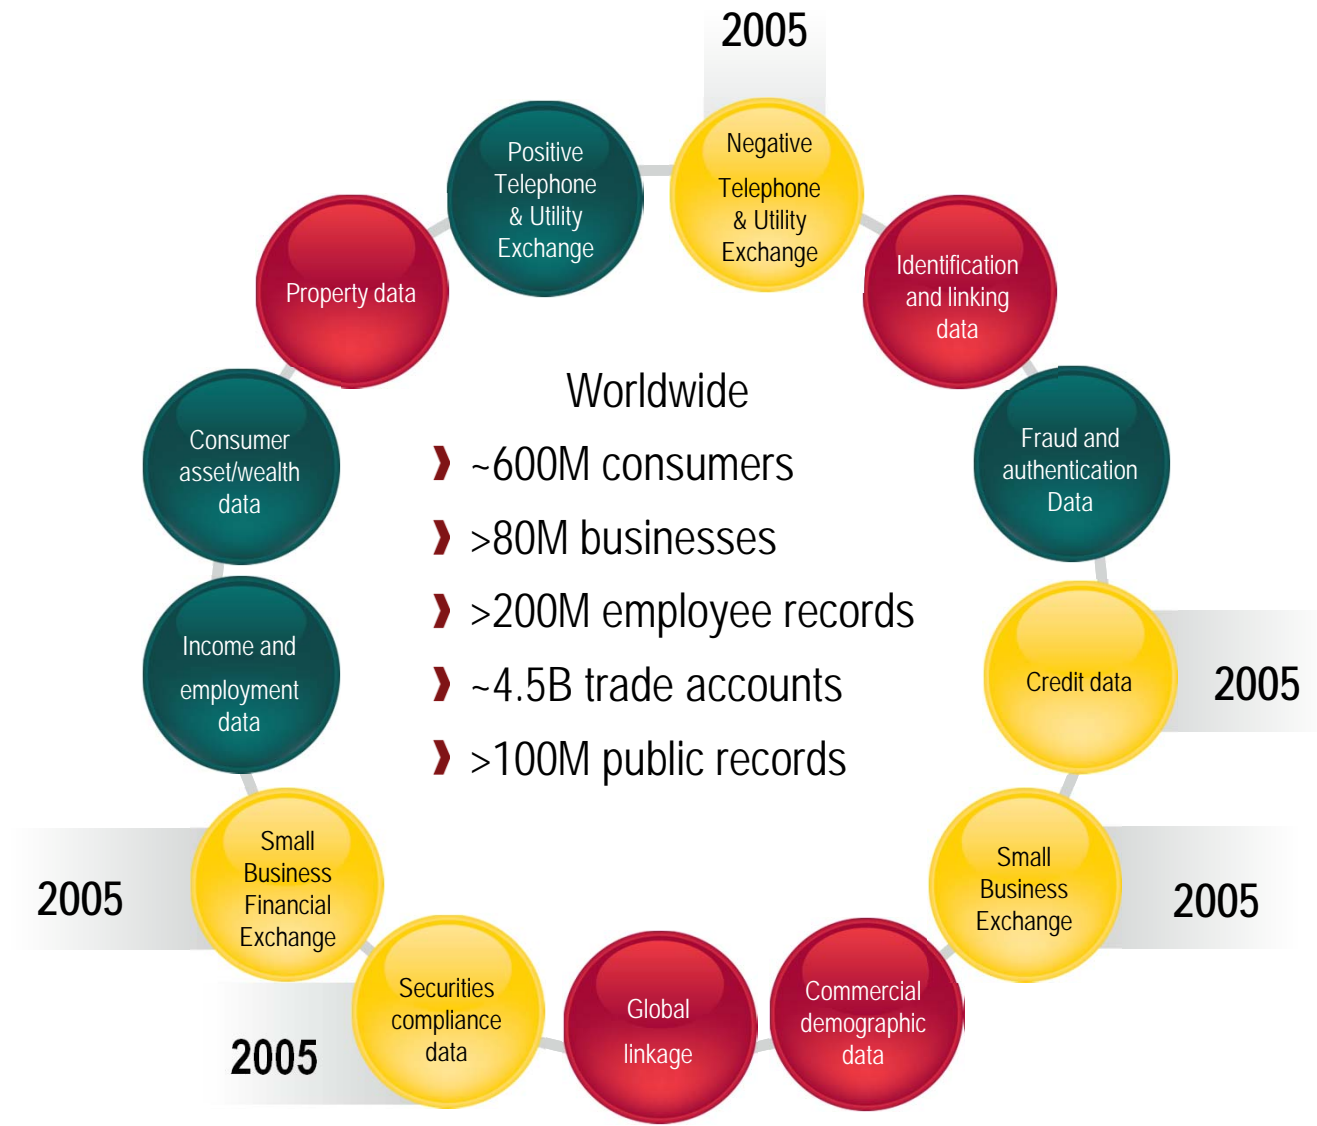 2005
Negative
Telephone
& Utility
Exchange
Positive
Telephone
& Utility
Exchange
Identification
and linking
data
Property data
Worldwide
~600M consumers
>80M businesses
>200M employee records
~4.5B trade accounts
>100M public records
Consumer
asset/wealth
data
Fraud and
authentication
Data
Income and
employment
data
Credit data
2005
Small
Business
Financial
Exchange
2005
Small
Business
Exchange
2005
Securities
compliance
data
2005
Global
linkage
Commercial
demographic
data